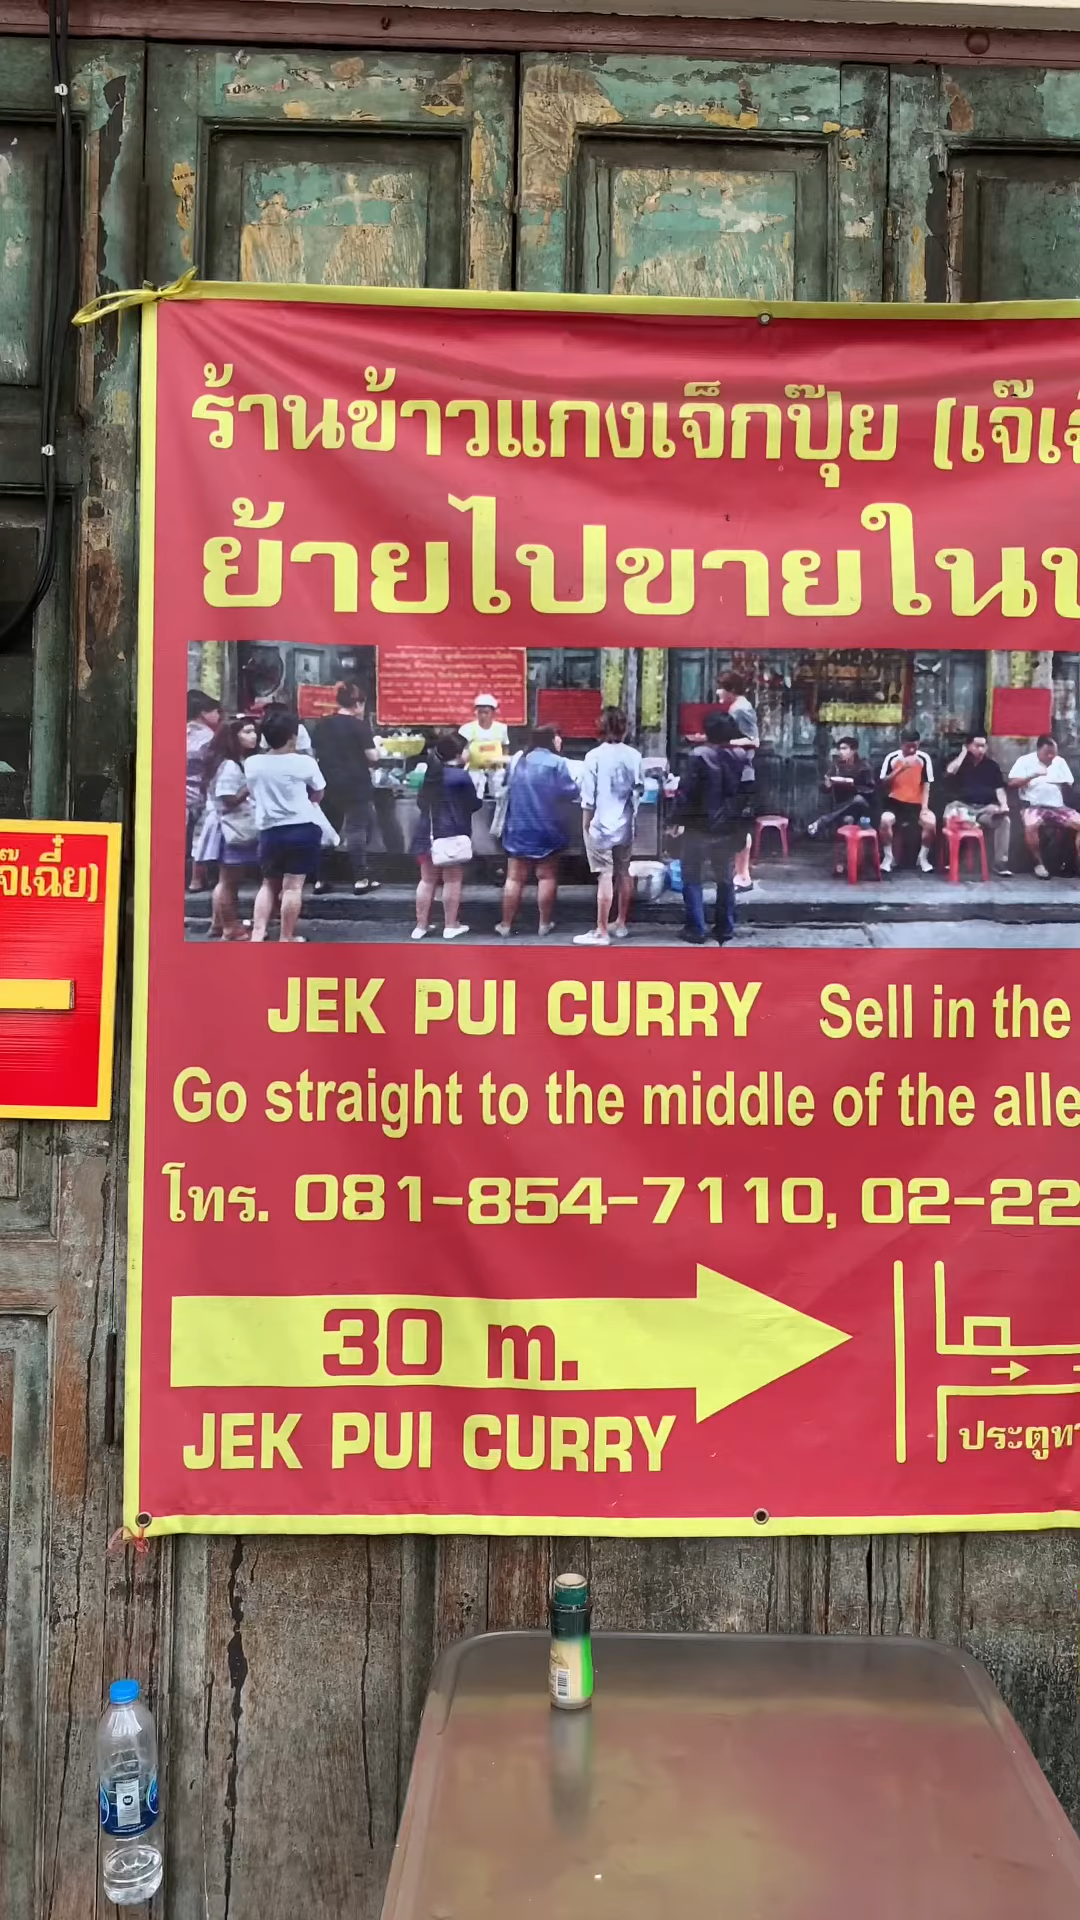 ร้านข้าวแกงเจ็กปุ๊ย (เจ๊เ
ย้ายไปขายใน
จ๊เฉี๋ย)
JEK PUI CURRY Sell in the
Go straight to the middle of the alle
โทร. 081-854-7110, 02-22
30 m.
JEK PUI CURRY
ประตู